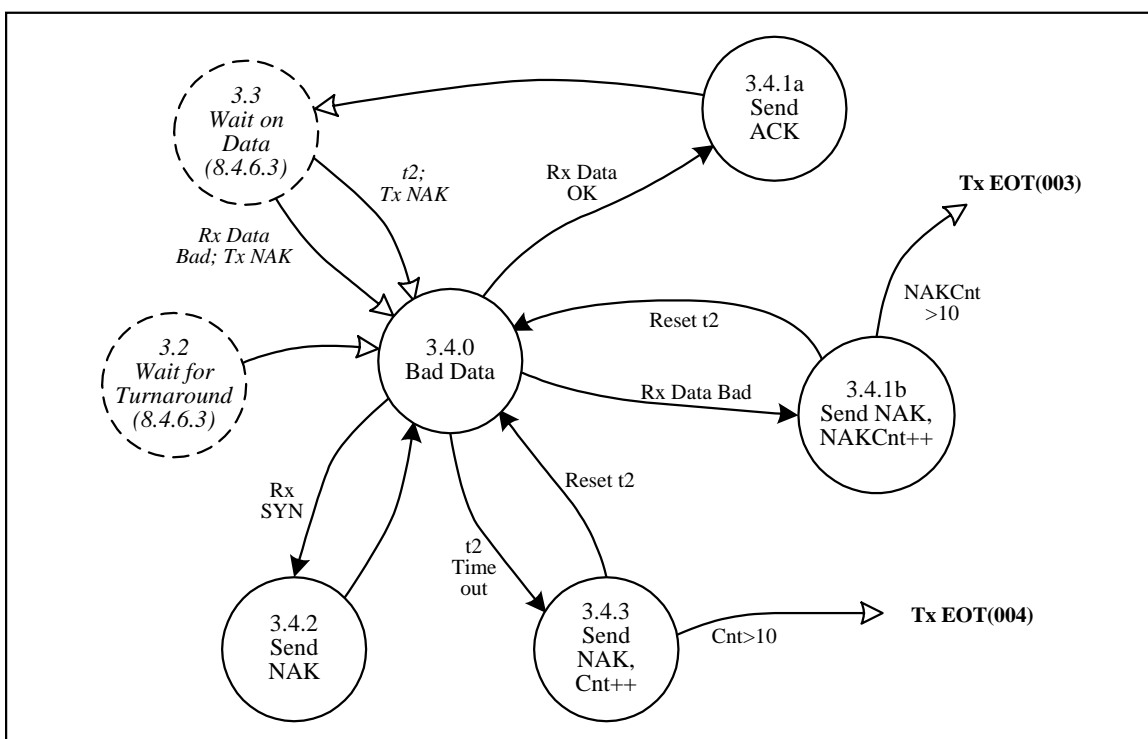 3.3
Wait on
Data
(8.4.6.3)
3.4.1a
Send
ACK
t2;
Tx NAK
Rx Data
OK
Tx EOT(003)
Rx Data
Bad; Tx NAK
NAKCnt
>10
Reset t2
3.2
Wait for
Turnaround
(8.4.6.3)
3.4.0
Bad Data
Rx Data Bad
3.4.1b
Send NAK,
NAKCnt++
Rx
SYN
Reset t2
t2
Time
out
3.4.2
Send
NAK
3.4.3
Send
NAK,
Cnt++
Cnt>10
Tx EOT(004)